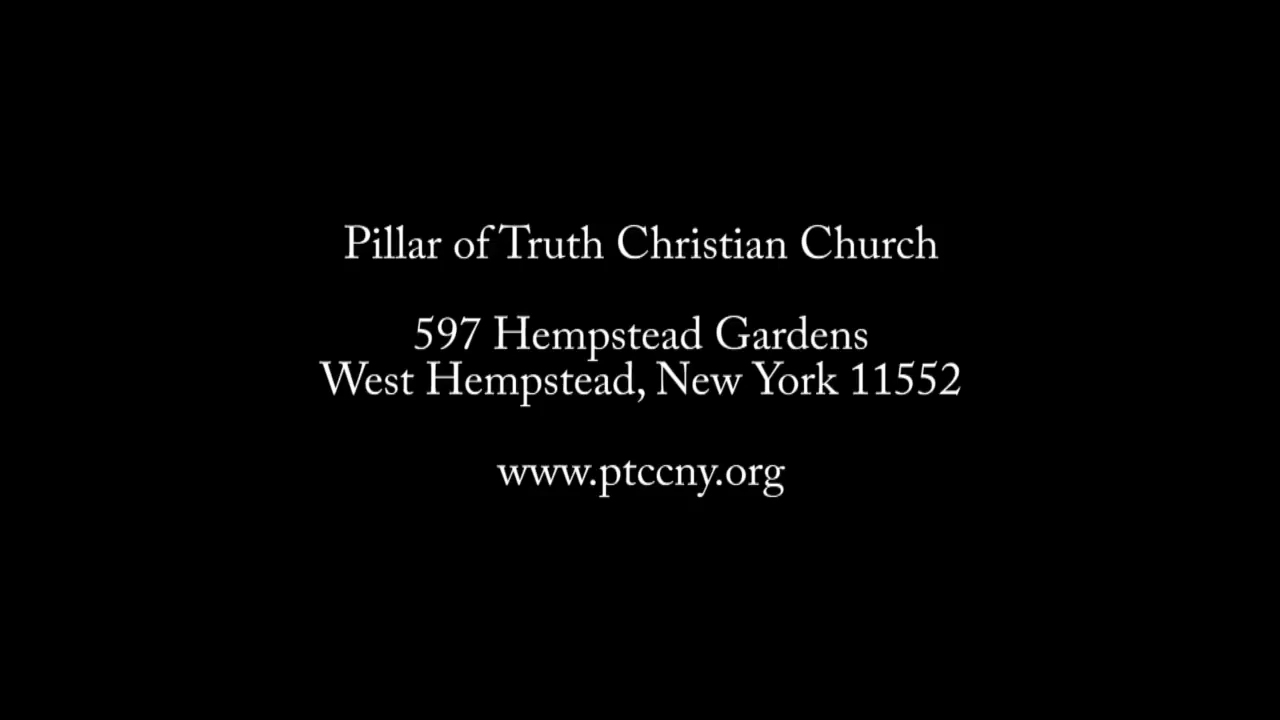 Pillar of Truth Christian Church
597 Hempstead Gardens
West Hempstead, New York 11552
www.ptccny.org